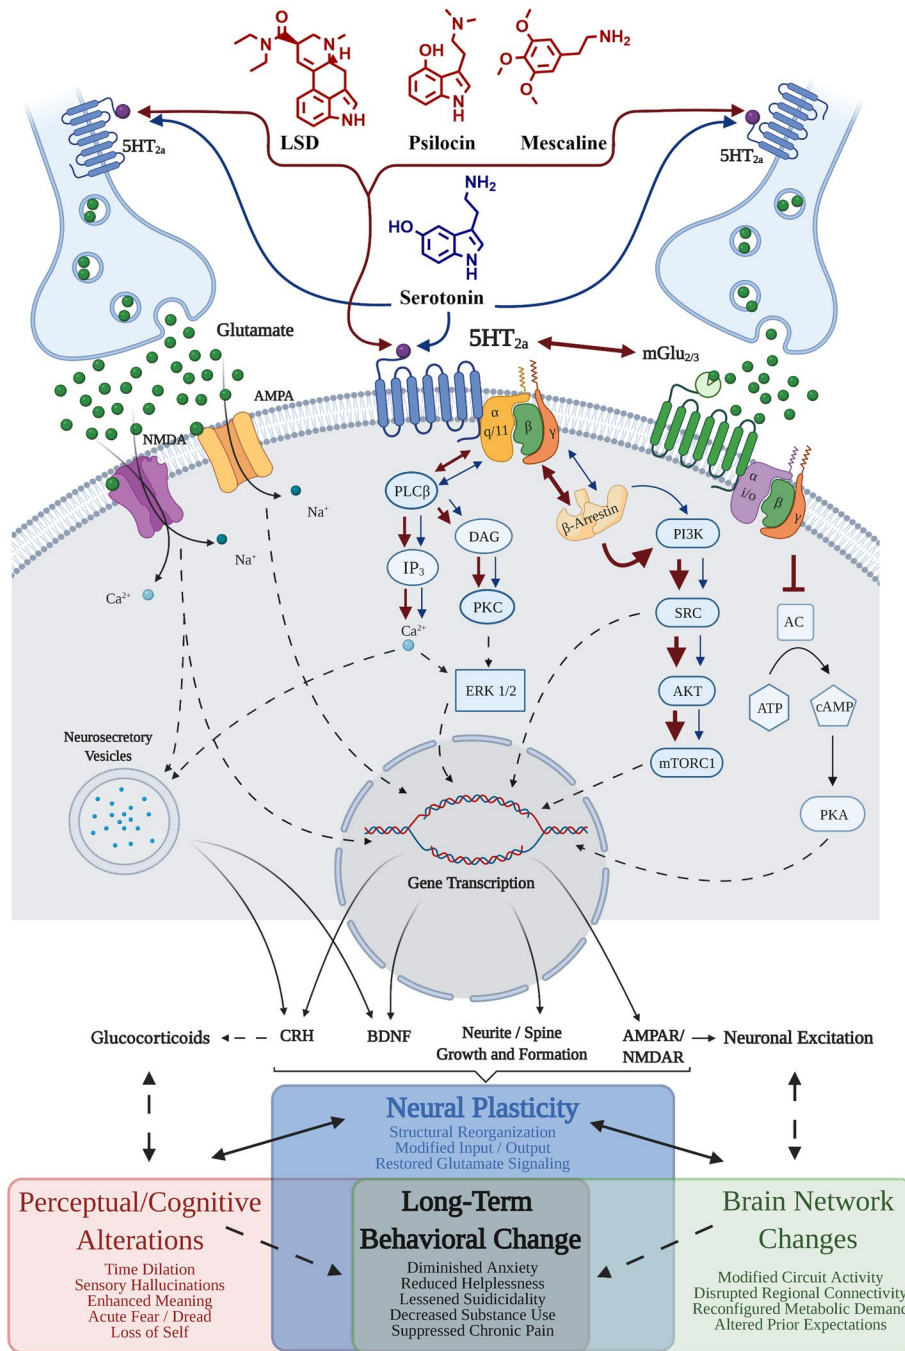 O
N
N
H
NH
LSD
N
OH
N
H
Psilocin
O
O
O
NH2
Mescaline
5HT2a
5HT2a
NH2
HO
N
H
Serotonin
Glutamate
5HT2a
mGlu2/3
AMPA
NMDA
α
q/11
β
γ
α
i/o
β
γ
Na+
Na+
Ca2+
PLCβ
DAG
IP3
PKC
Ca2+
ERK 1/2
β-Arrestin
PI3K
SRC
AKT
mTORC1
AC
ATP
cAMP
PKA
Neurosecretory
Vesicles
Gene Transcription
Glucocorticoids
CRH
BDNF
Neurite / Spine
Growth and Formation
AMPAR/
NMDAR
Neuronal Excitation
Neural Plasticity
Structural Reorganization
Modified Input / Output
Restored Glutamate Signaling
Perceptual/Cognitive
Alterations
Time Dilation
Sensory Hallucinations
Enhanced Meaning
Acute Fear / Dread
Loss of Self
Long-Term
Behavioral Change
Diminished Anxiety
Reduced Helplessness
Lessened Suidicidality
Decreased Substance Use
Suppressed Chronic Pain
Brain Network
Changes
Modified Circuit Activity
Disrupted Regional Connectivity
Reconfigured Metabolic Demand
Altered Prior Expectations